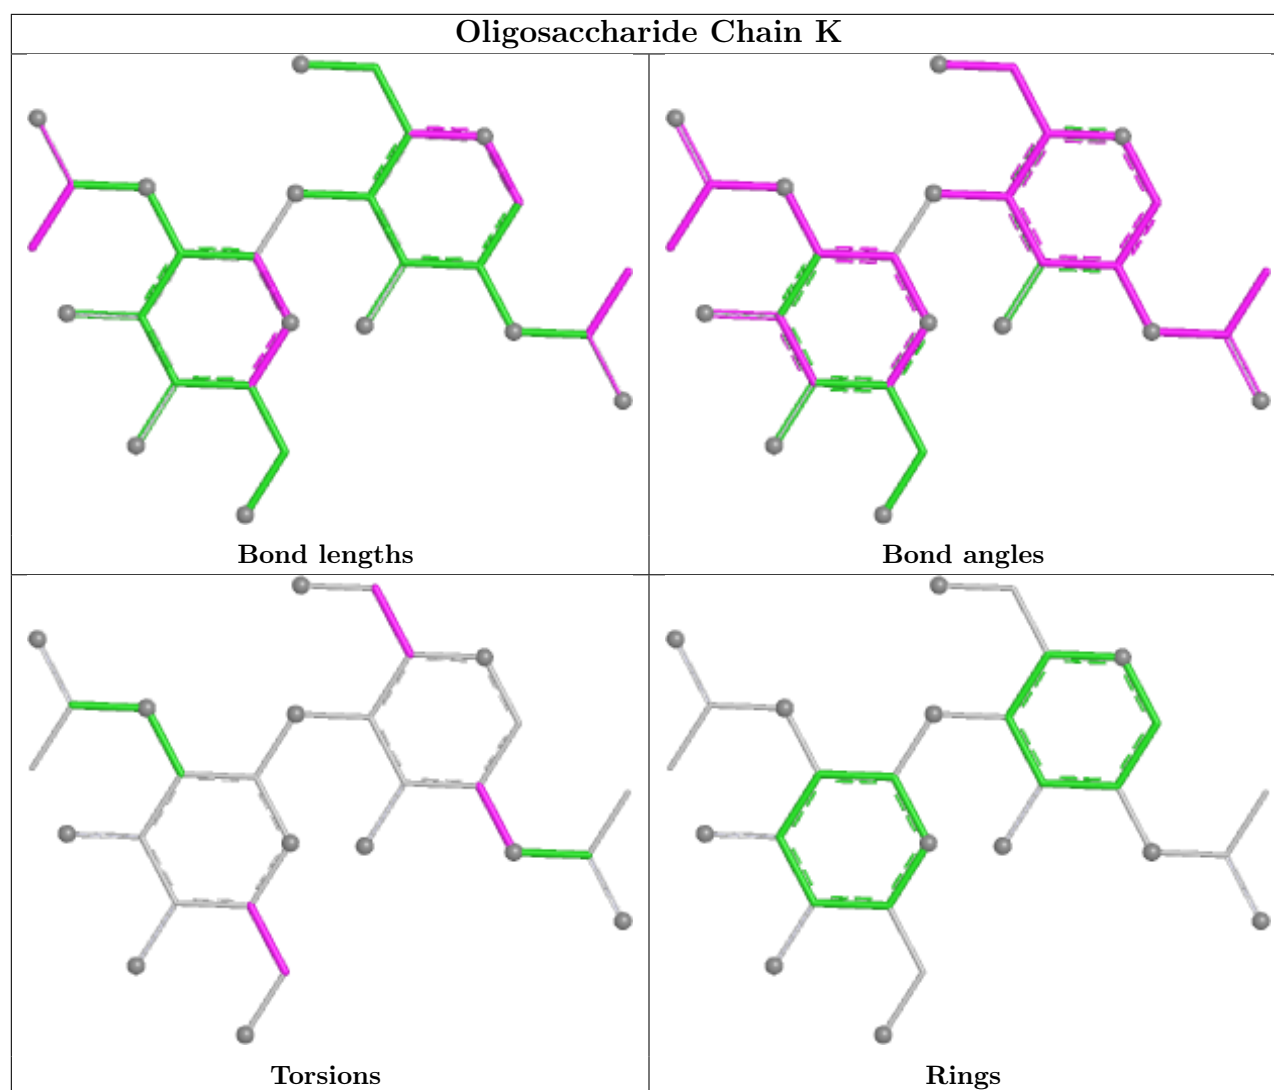 Oligosaccharide Chain K
Bond lengths
Bond angles
Torsions
Rings